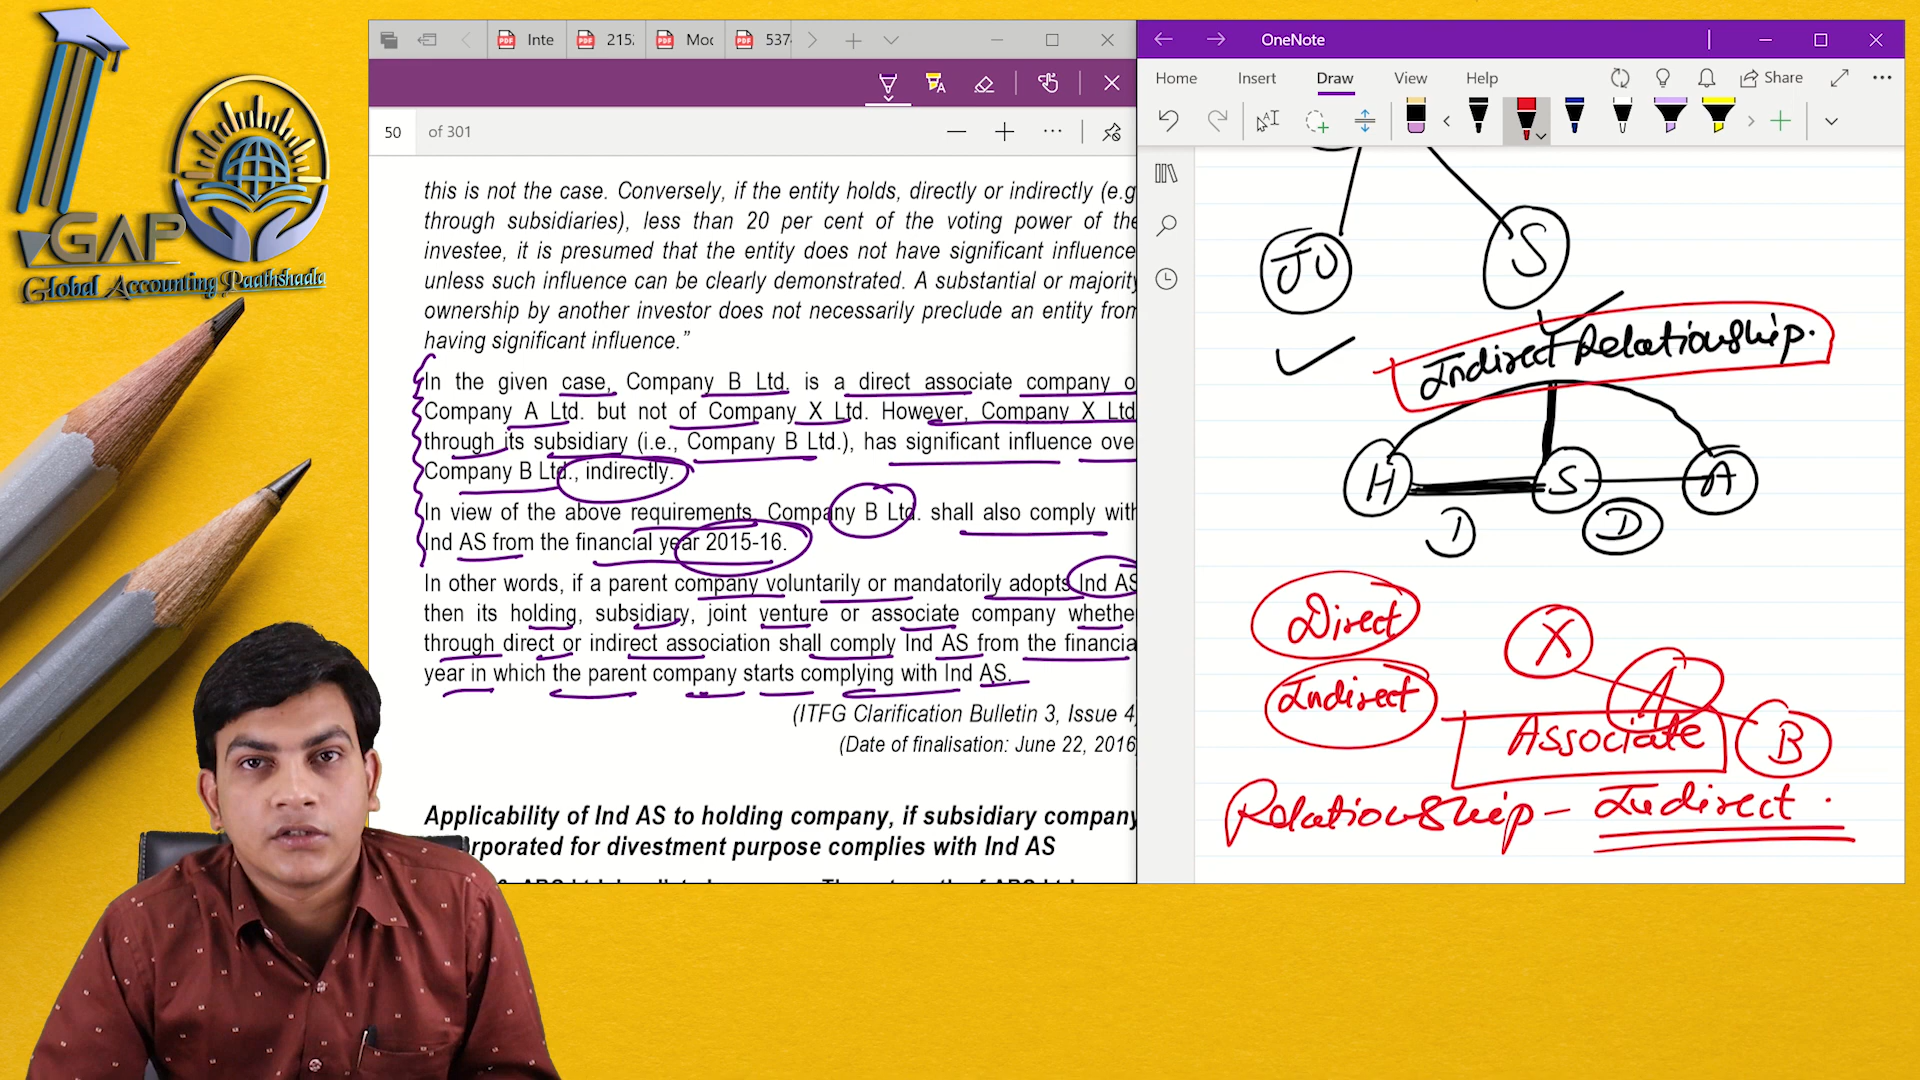 GAP
Global Accounting Paathshada
Inte
215
Moc
537
50 of 301
this is not the case. Conversely, if the entity holds, directly or indirectly (e.g
through subsidiaries), less than 20 per cent of the voting power of the
investee, it is presumed that the entity does not have significant influence
unless such influence can be clearly demonstrated. A substantial or majority
ownership by another investor does not necessarily preclude an entity from
having significant influence.”
In the given case, Company B Ltd. is a direct associate company o
Company A Ltd. but not of Company X Ltd. However, Company X Ltd
through its subsidiary (i.e., Company B Ltd.), has significant influence ove
Company B Ltd., indirectly.
In view of the above requirements, Company B Ltd. shall also comply with
Ind AS from the financial year 2015-16.
In other words, if a parent company voluntarily or mandatorily adopts Ind AS
then its holding, subsidiary, joint venture or associate company whethe
through direct or indirect association shall comply Ind AS from the financia
year in which the parent company starts complying with Ind AS.
(ITFG Clarification Bulletin 3, Issue 4
(Date of finalisation: June 22, 2016
Applicability of Ind AS to holding company, if subsidiary company
rporated for divestment purpose complies with Ind AS
OneNote
Home Insert Draw View Help Share
JV S
Indirect Relationship.
H S A
D D
Direct
Indirect
X
A
B
Associate
Relationship - Indirect.